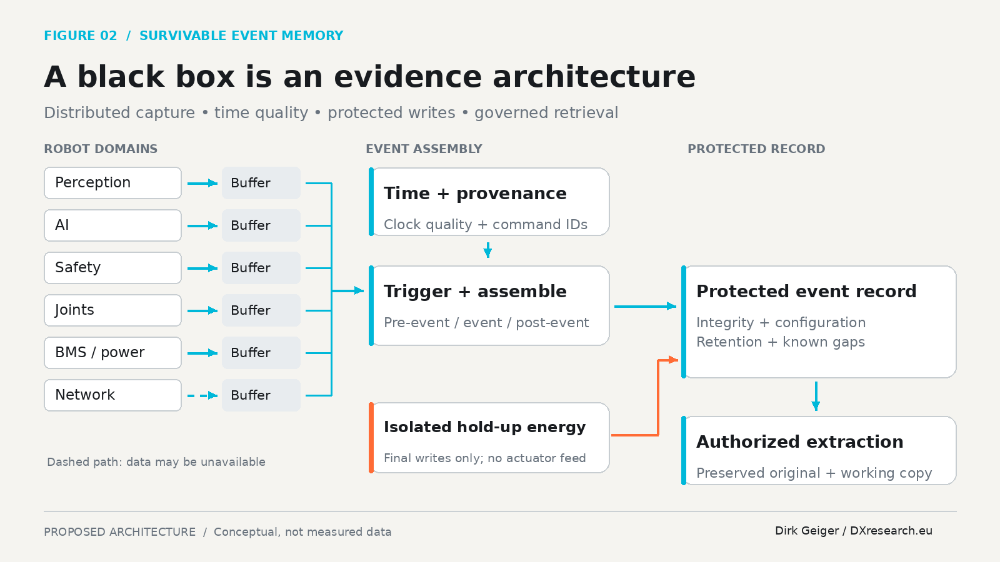 FIGURE 02 / SURVIVABLE EVENT MEMORY
A black box is an evidence architecture
Distributed capture • time quality • protected writes • governed retrieval
ROBOT DOMAINS
Perception
Buffer
AI
Buffer
Safety
Buffer
Joints
Buffer
BMS / power
Buffer
Network
Buffer
Dashed path: data may be unavailable
EVENT ASSEMBLY
Time + provenance
Clock quality + command IDs
Trigger + assemble
Pre-event / event / post-event
Isolated hold-up energy
Final writes only; no actuator feed
PROTECTED RECORD
Protected event record
Integrity + configuration
Retention + known gaps
Authorized extraction
Preserved original + working copy
PROPOSED ARCHITECTURE / Conceptual, not measured data
Dirk Geiger / DXresearch.eu